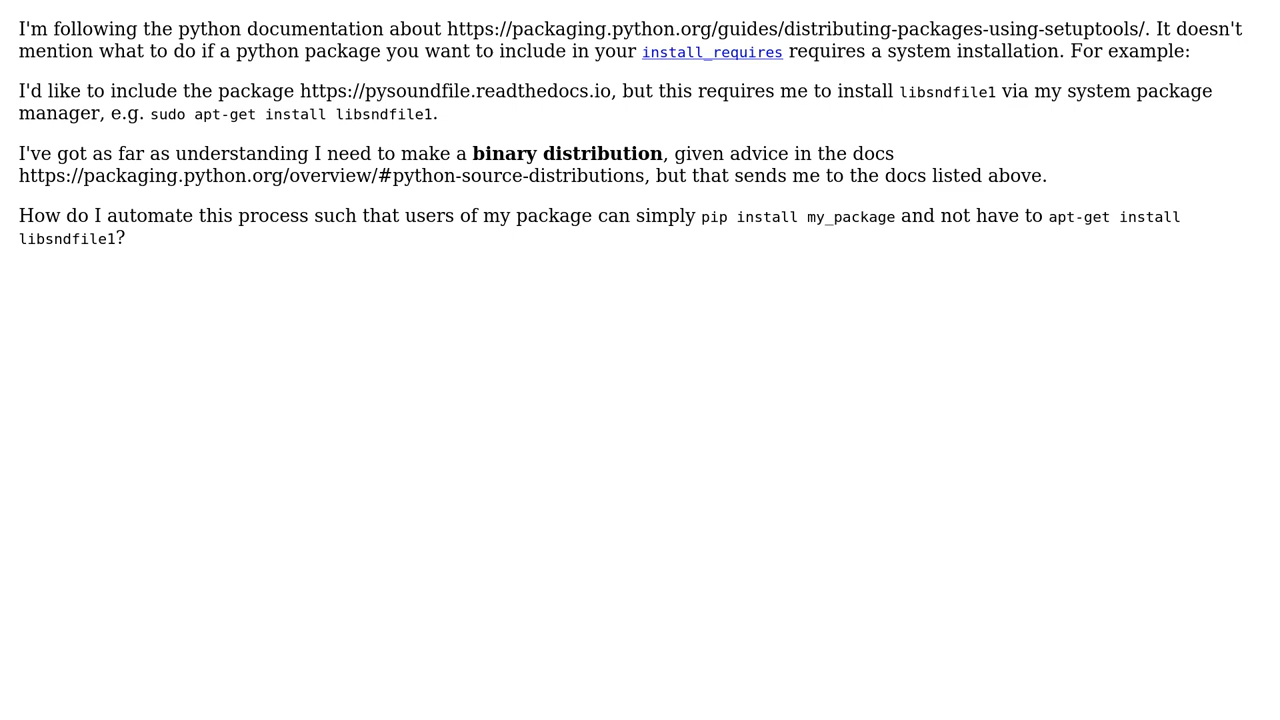 I'm following the python documentation about https://packaging.python.org/guides/distributing-packages-using-setuptools/. It doesn't
mention what to do if a python package you want to include in your install_requires requires a system installation. For example:
I'd like to include the package https://pysoundfile.readthedocs.io, but this requires me to install libsndfile1 via my system package
manager, e.g. sudo apt-get install libsndfile1.
I've got as far as understanding I need to make a binary distribution, given advice in the docs
https://packaging.python.org/overview/#python-source-distributions, but that sends me to the docs listed above.
How do I automate this process such that users of my package can simply pip install my_package and not have to apt-get install
libsndfile1?